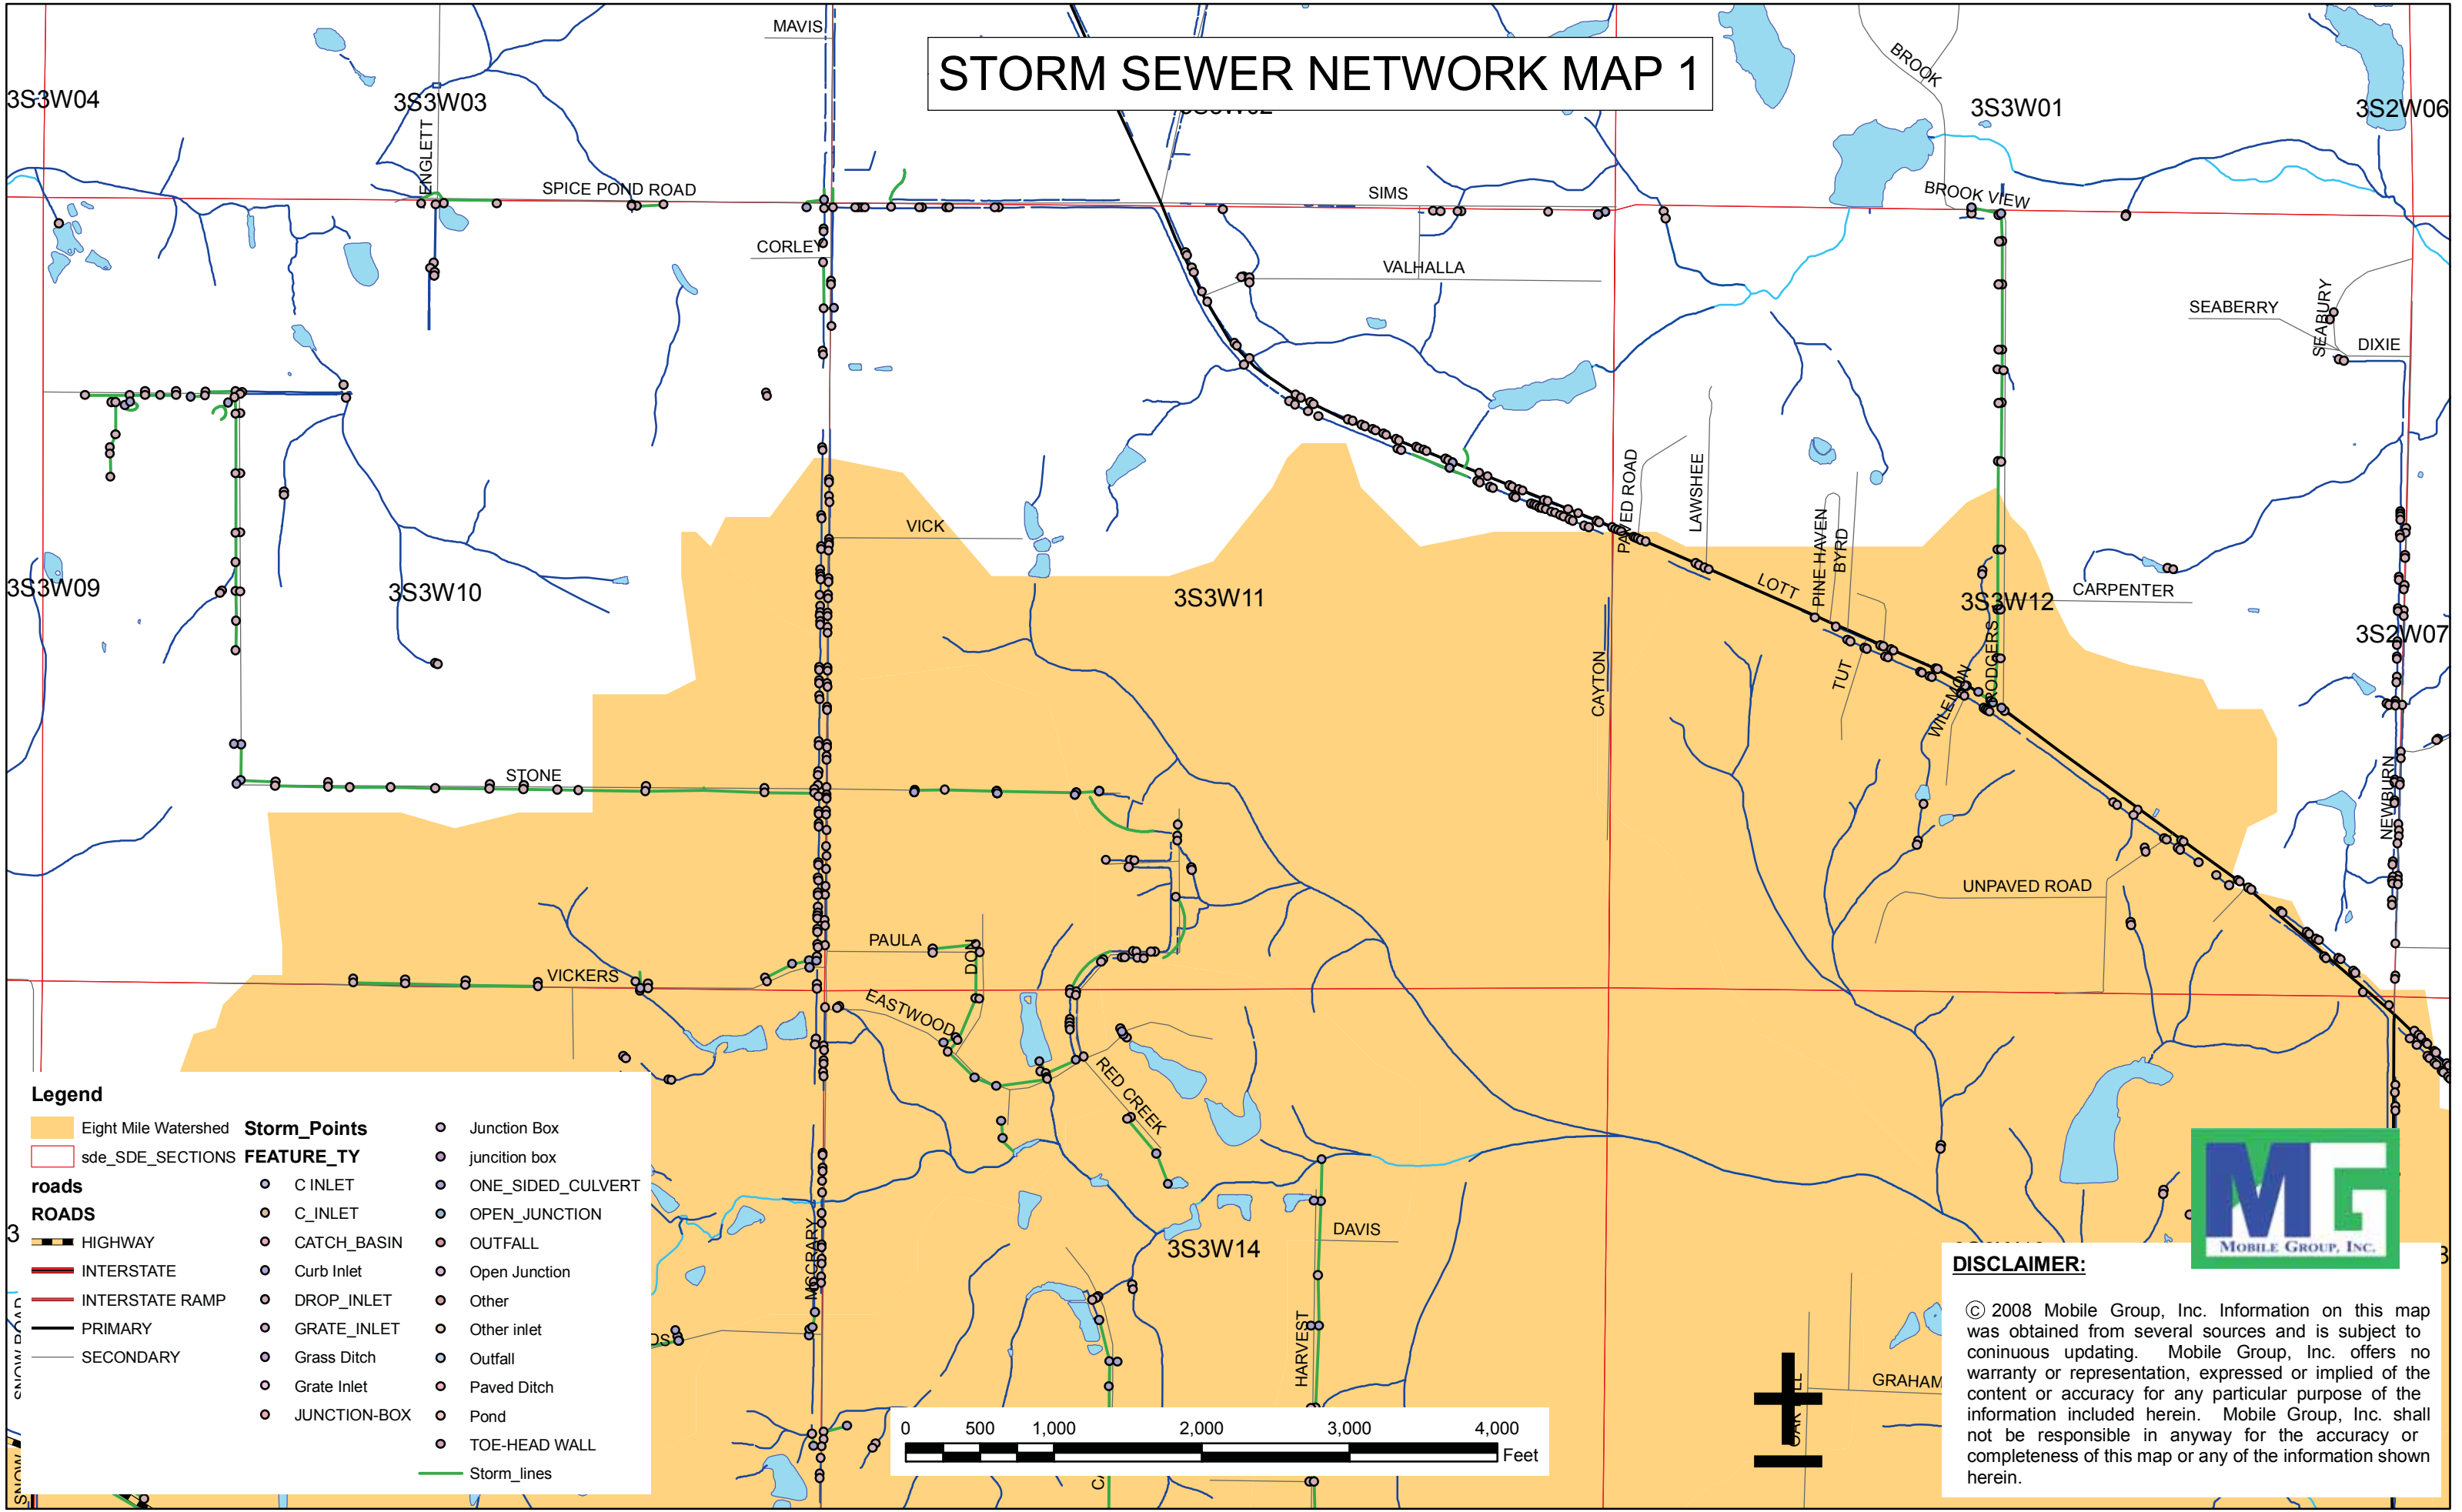 STORM SEWER NETWORK MAP 1
MAVIS
BROOK
3S3W04
3S3W03
3S3W01
3S2W06
ENGLETT
SPICE POND ROAD
SIMS
BROOK VIEW
CORLEY
VALHALLA
SEABERRY
SEABURY
DIXIE
VICK
PAVED ROAD
LAWSHEE
PINE HAVEN
BYRD
LOTT
3S3W09
3S3W10
3S3W11
3S3W12
CARPENTER
3S2W07
CAYTON
TUT
WILEMON
RODGERS
STONE
NEWBURN
UNPAVED ROAD
PAULA
DON
VICKERS
EASTWOOD
RED CREEK
MCCRARY
DAVIS
3S3W14
HARVEST
GRAHAM
SNOW ROAD
SNOW
Legend
Eight Mile Watershed
sde_SDE_SECTIONS
roads
ROADS
HIGHWAY
INTERSTATE
INTERSTATE RAMP
PRIMARY
SECONDARY
Storm_Points
FEATURE_TY
C INLET
C_INLET
CATCH_BASIN
Curb Inlet
DROP_INLET
GRATE_INLET
Grass Ditch
Grate Inlet
JUNCTION-BOX
Junction Box
juncition box
ONE_SIDED_CULVERT
OPEN_JUNCTION
OUTFALL
Open Junction
Other
Other inlet
Outfall
Paved Ditch
Pond
TOE-HEAD WALL
Storm_lines
0 500 1,000 2,000 3,000 4,000
Feet
MG
MOBILE GROUP, INC.
DISCLAIMER:
© 2008 Mobile Group, Inc. Information on this map
was obtained from several sources and is subject to
coninuous updating. Mobile Group, Inc. offers no
warranty or representation, expressed or implied of the
content or accuracy for any particular purpose of the
information included herein. Mobile Group, Inc. shall
not be responsible in anyway for the accuracy or
completeness of this map or any of the information shown
herein.